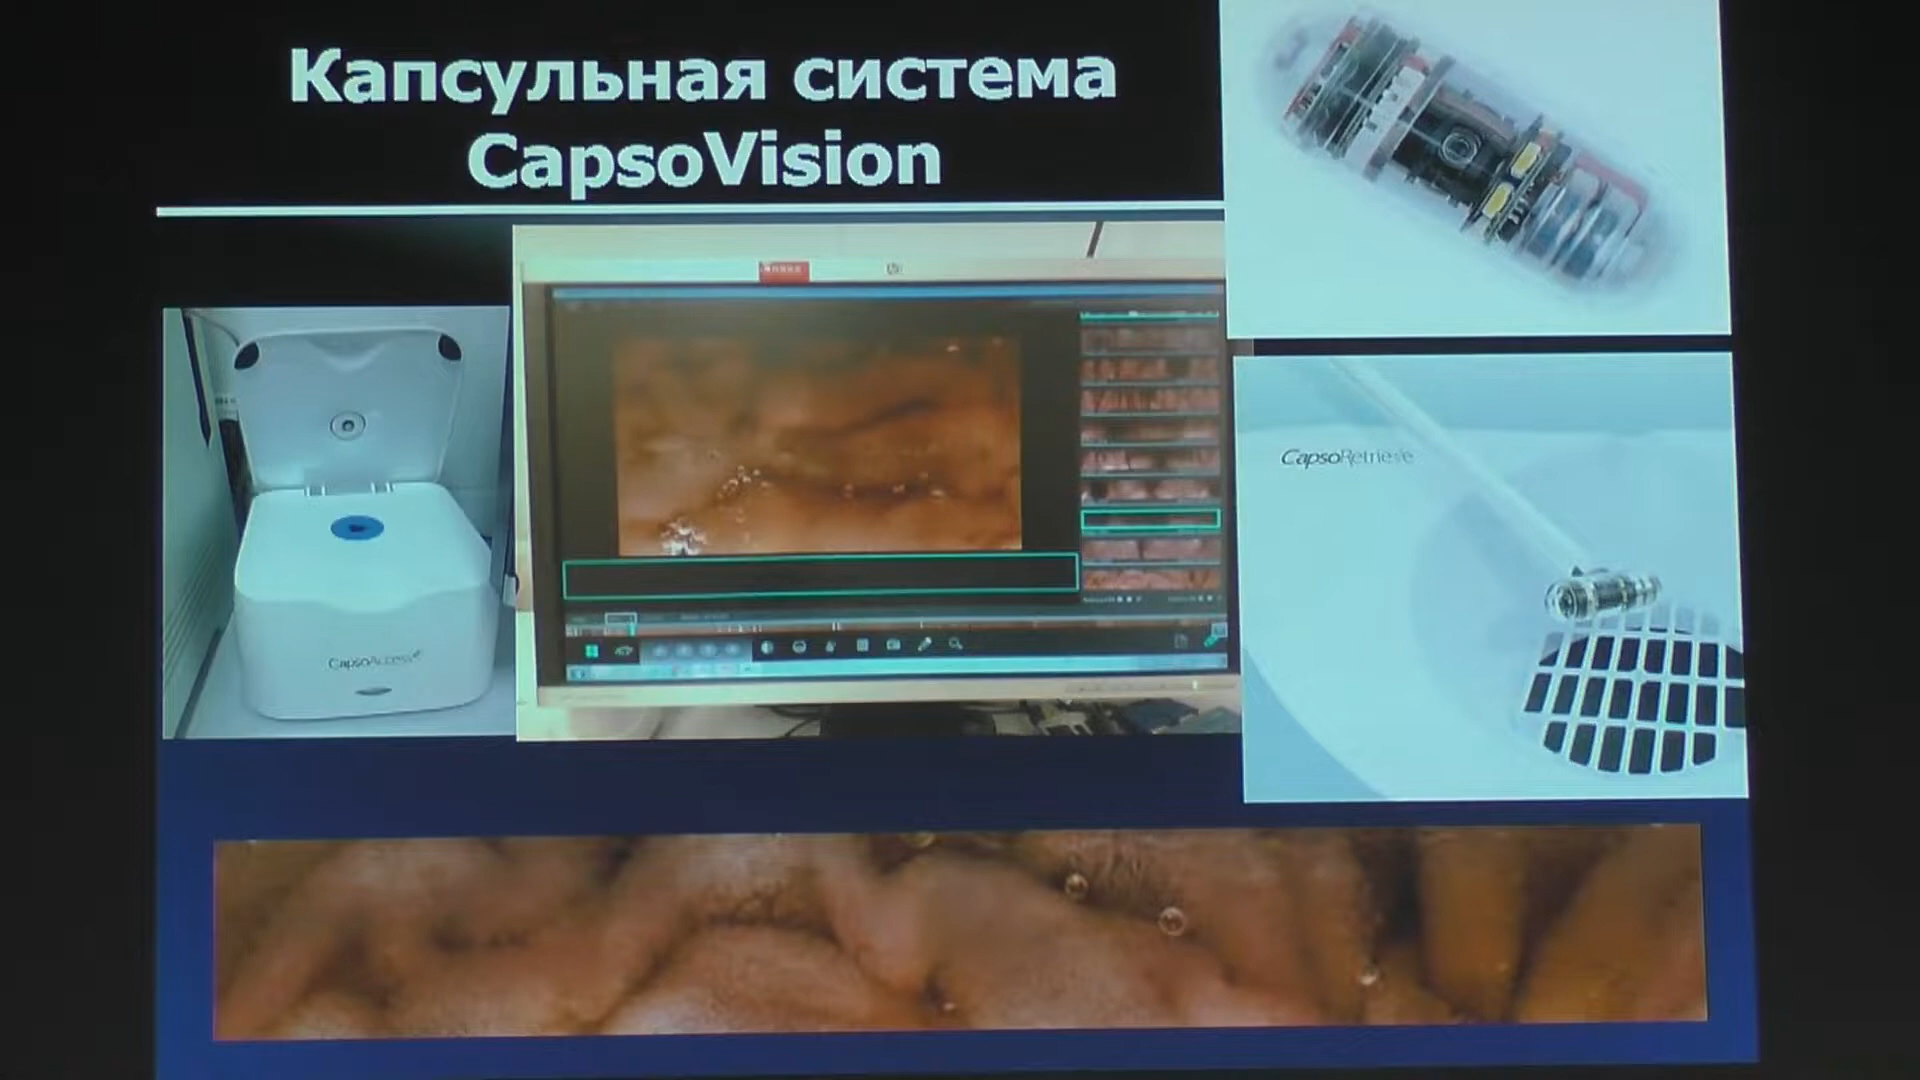 Капсульная система
CapsoVision
CapsoAccess
CapsoRetrieve